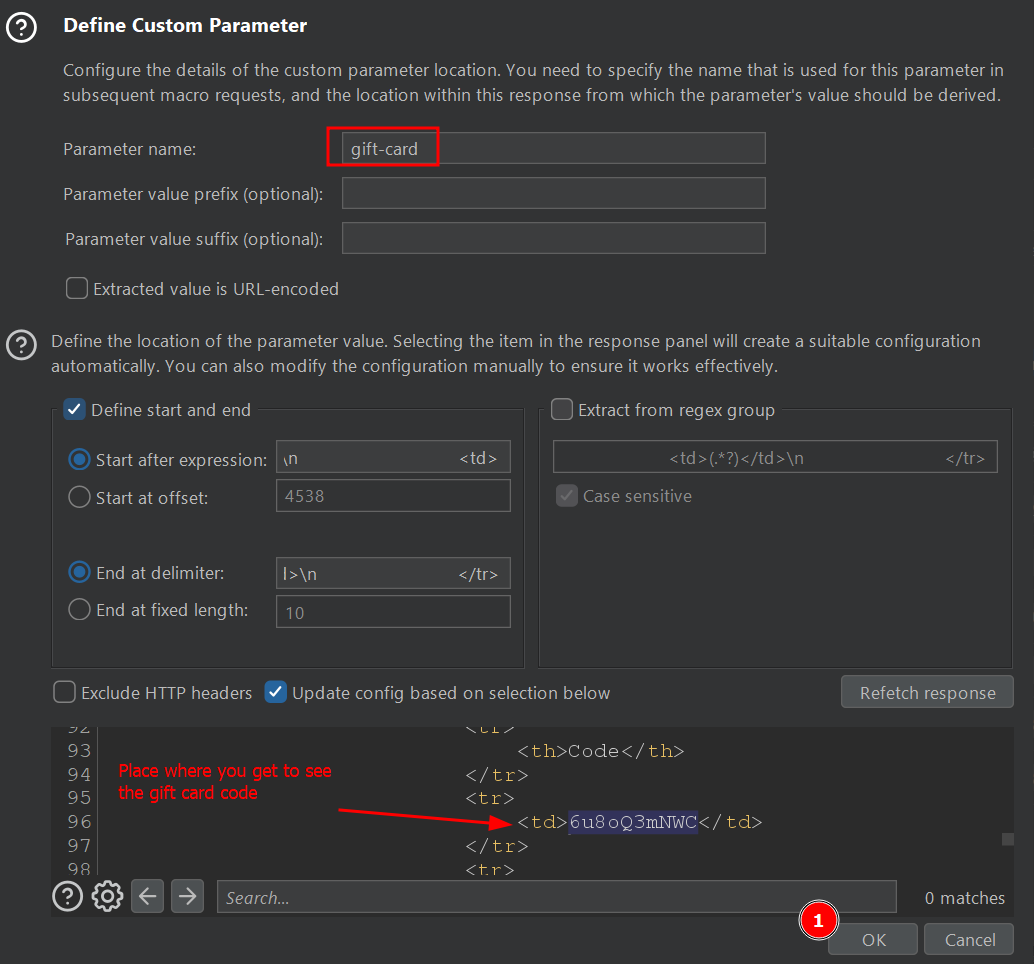 Define Custom Parameter
Configure the details of the custom parameter location. You need to specify the name that is used for this parameter in
subsequent macro requests, and the location within this response from which the parameter's value should be derived.
Parameter name:
gift-card
Parameter value prefix (optional):
Parameter value suffix (optional):
Extracted value is URL-encoded
Define the location of the parameter value. Selecting the item in the response panel will create a suitable configuration
automatically. You can also modify the configuration manually to ensure it works effectively.
Define start and end
Start after expression: \n <td>
Start at offset: 4538
End at delimiter: l>\n </tr>
End at fixed length: 10
Extract from regex group
<td>(.*?)</td>\n </tr>
Case sensitive
Exclude HTTP headers
Update config based on selection below
Refetch response
92 <tr>
93 <th>Code</th>
94 </tr>
95 <tr>
96 <td>6u8oQ3mNWC</td>
97 </tr>
98 <tr>
Place where you get to see
the gift card code
Search...
0 matches
1
OK
Cancel